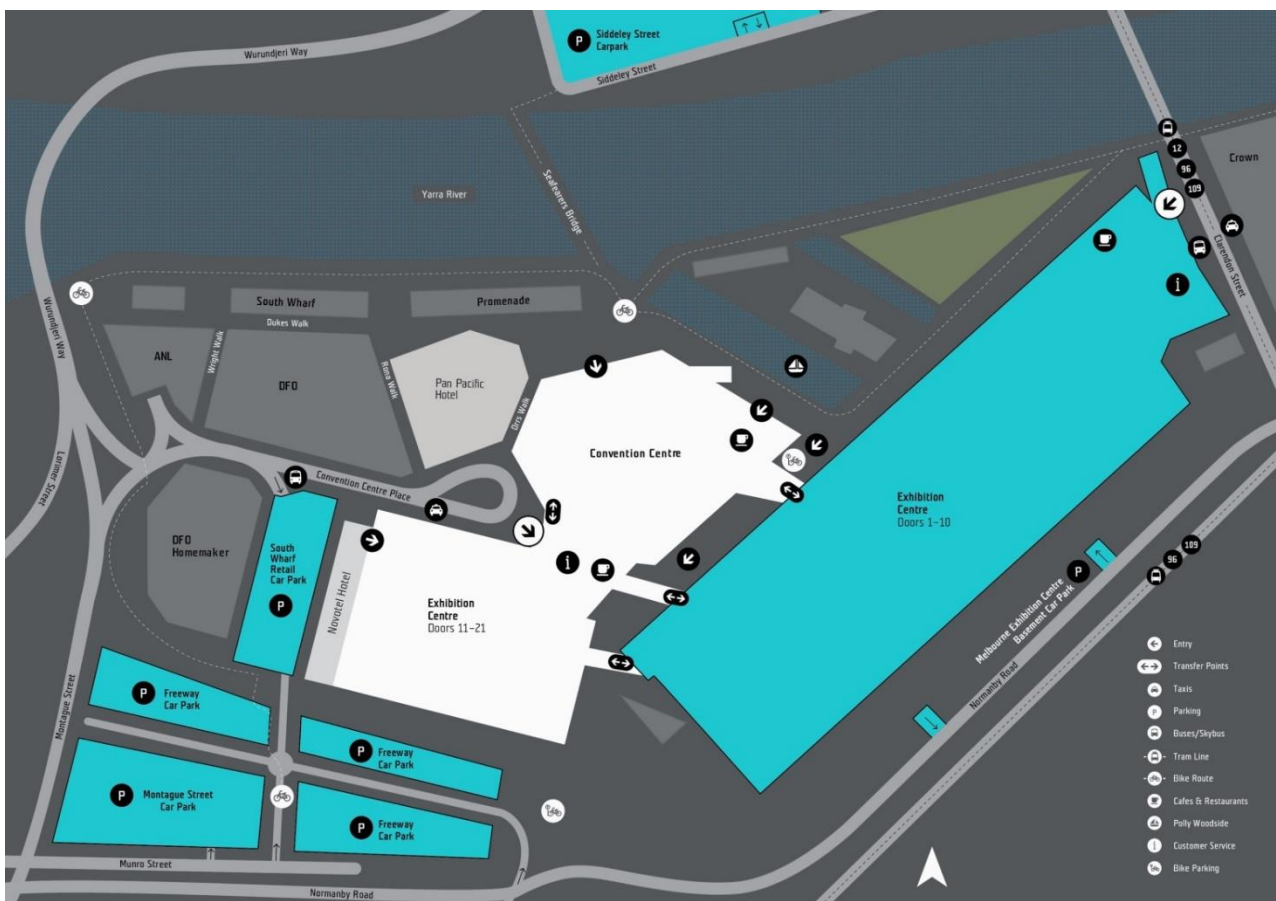 Wurundjeri Way
P
Siddeley Street
Carpark
Siddeley Street
12
96
109
Crown
Yarra River
Seafarers Bridge
Clarendon Street
i
South Wharf
Promenade
Dukes Walk
Wurundjeri Way
ANL
Wright Walk
DFO
Rona Walk
Pan Pacific
Hotel
Orrs Walk
Convention Centre
Lorimer Street
Convention Centre Place
DFO
Homemaker
South
Wharf
Retail
Car Park
P
Novotel Hotel
i
Exhibition
Centre
Doors 11-21
Exhibition
Centre
Doors 1-10
109
96
P
Melbourne Exhibition Centre
Basement Car Park
Normanby Road
Montague Street
P
Freeway
Car Park
P
Freeway
Car Park
P
Montague Street
Car Park
P
Freeway
Car Park
Munro Street
Normanby Road
Entry
Transfer Points
Taxis
P
Parking
Buses/Skybus
Tram Line
Bike Route
Cafes & Restaurants
Polly Woodside
i
Customer Service
Bike Parking